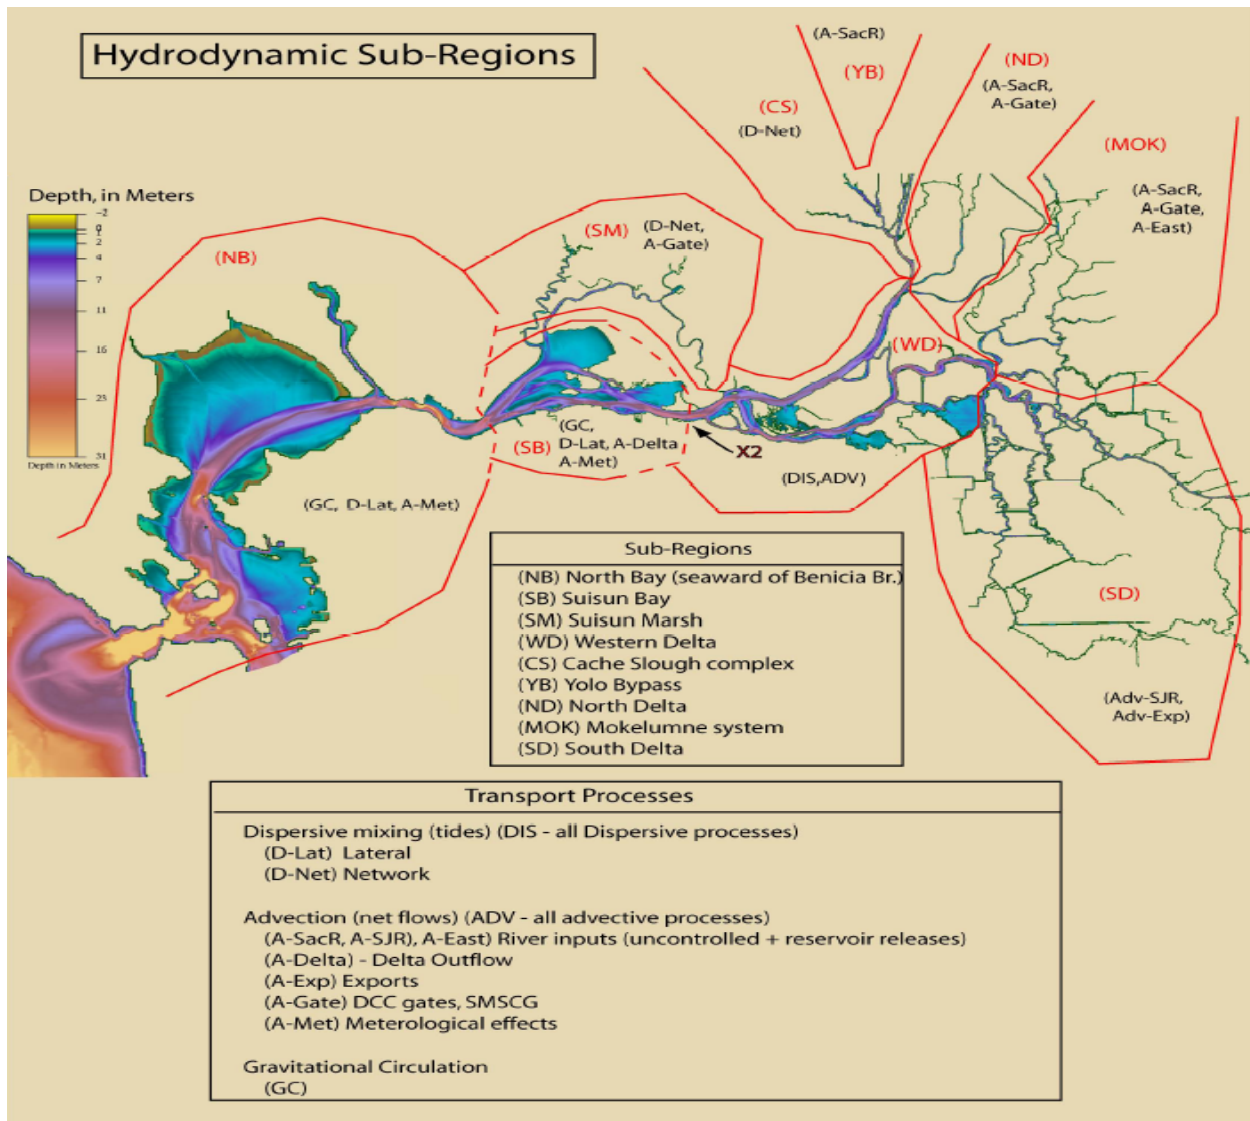 Hydrodynamic Sub-Regions
(A-SacR)
(YB)
(ND)
(A-SacR,
A-Gate)
(CS)
(D-Net)
(MOK)
(A-SacR,
A-Gate,
A-East)
Depth, in Meters
-2
0
2
4
7
11
16
23
31
Depth in Meters
(NB)
(SM)
(D-Net,
A-Gate)
(WD)
(GC,
D-Lat, A-Delta
A-Met)
(SB)
X2
(DIS,ADV)
(GC, D-Lat, A-Met)
(SD)
(Adv-SJR,
Adv-Exp)
Sub-Regions
(NB) North Bay (seaward of Benicia Br.)
(SB) Suisun Bay
(SM) Suisun Marsh
(WD) Western Delta
(CS) Cache Slough complex
(YB) Yolo Bypass
(ND) North Delta
(MOK) Mokelumne system
(SD) South Delta
Transport Processes
Dispersive mixing (tides) (DIS - all Dispersive processes)
(D-Lat) Lateral
(D-Net) Network
Advection (net flows) (ADV - all advective processes)
(A-SacR, A-SJR), A-East) River inputs (uncontrolled + reservoir releases)
(A-Delta) - Delta Outflow
(A-Exp) Exports
(A-Gate) DCC gates, SMSCG
(A-Met) Meterological effects
Gravitational Circulation
(GC)